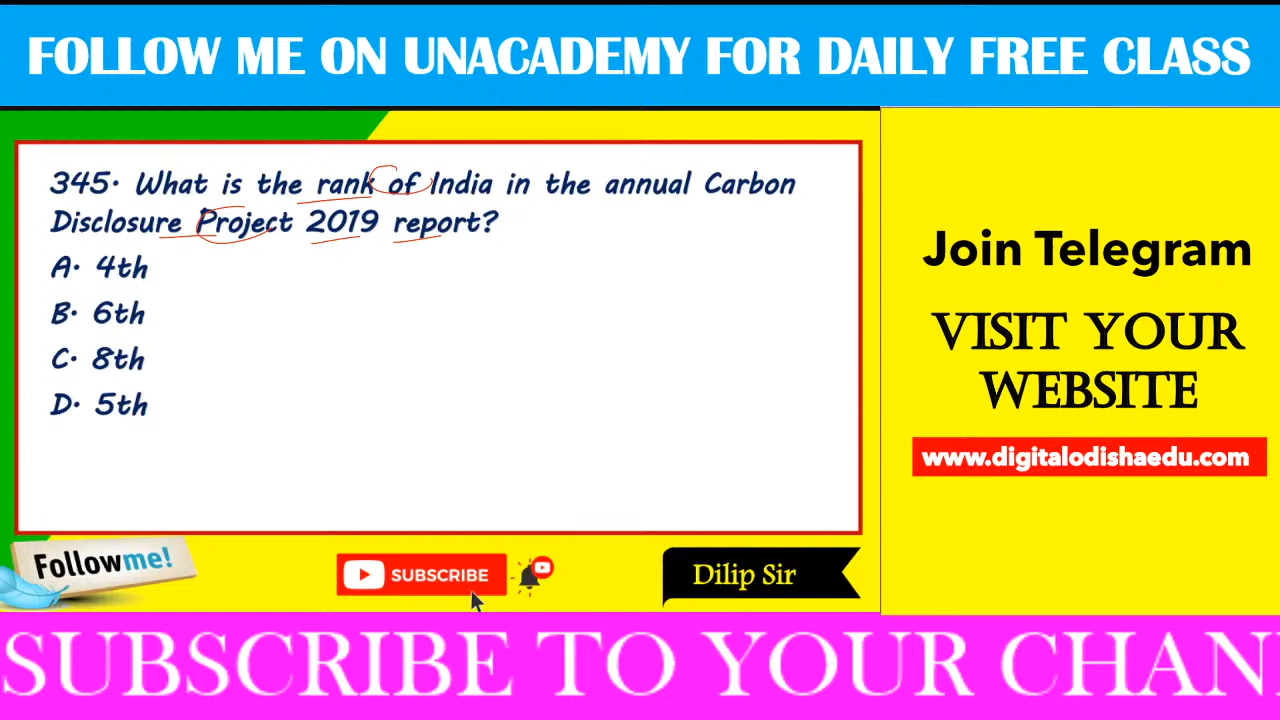 FOLLOW ME ON UNACADEMY FOR DAILY FREE CLASS
345. What is the rank of India in the annual Carbon
Disclosure Project 2019 report?
A. 4th
B. 6th
C. 8th
D. 5th
Join Telegram
VISIT YOUR
WEBSITE
www.digitalodishaedu.com
Followme!
SUBSCRIBE
Dilip Sir
SUBSCRIBE TO YOUR CHAN